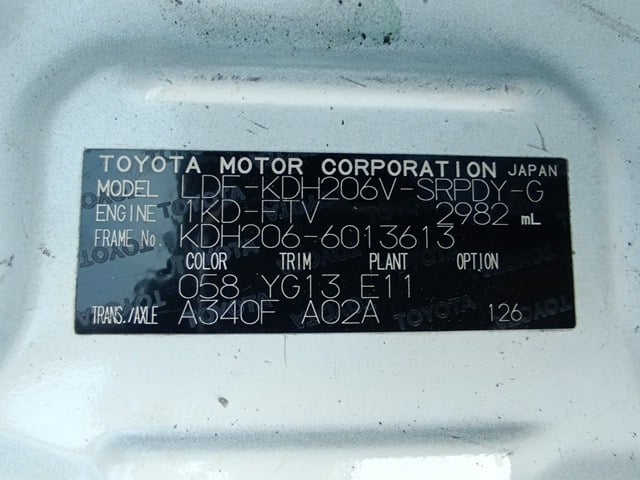 TOYOTA MOTOR CORPORATION JAPAN
MODEL LDF-KDH206V-SRPDY-G
ENGINE 1KD-FTV 2982 mL
FRAME No. KDH206-6013613
COLOR TRIM PLANT OPTION
058 YG13 E11
TRANS./AXLE A340F A02A 126